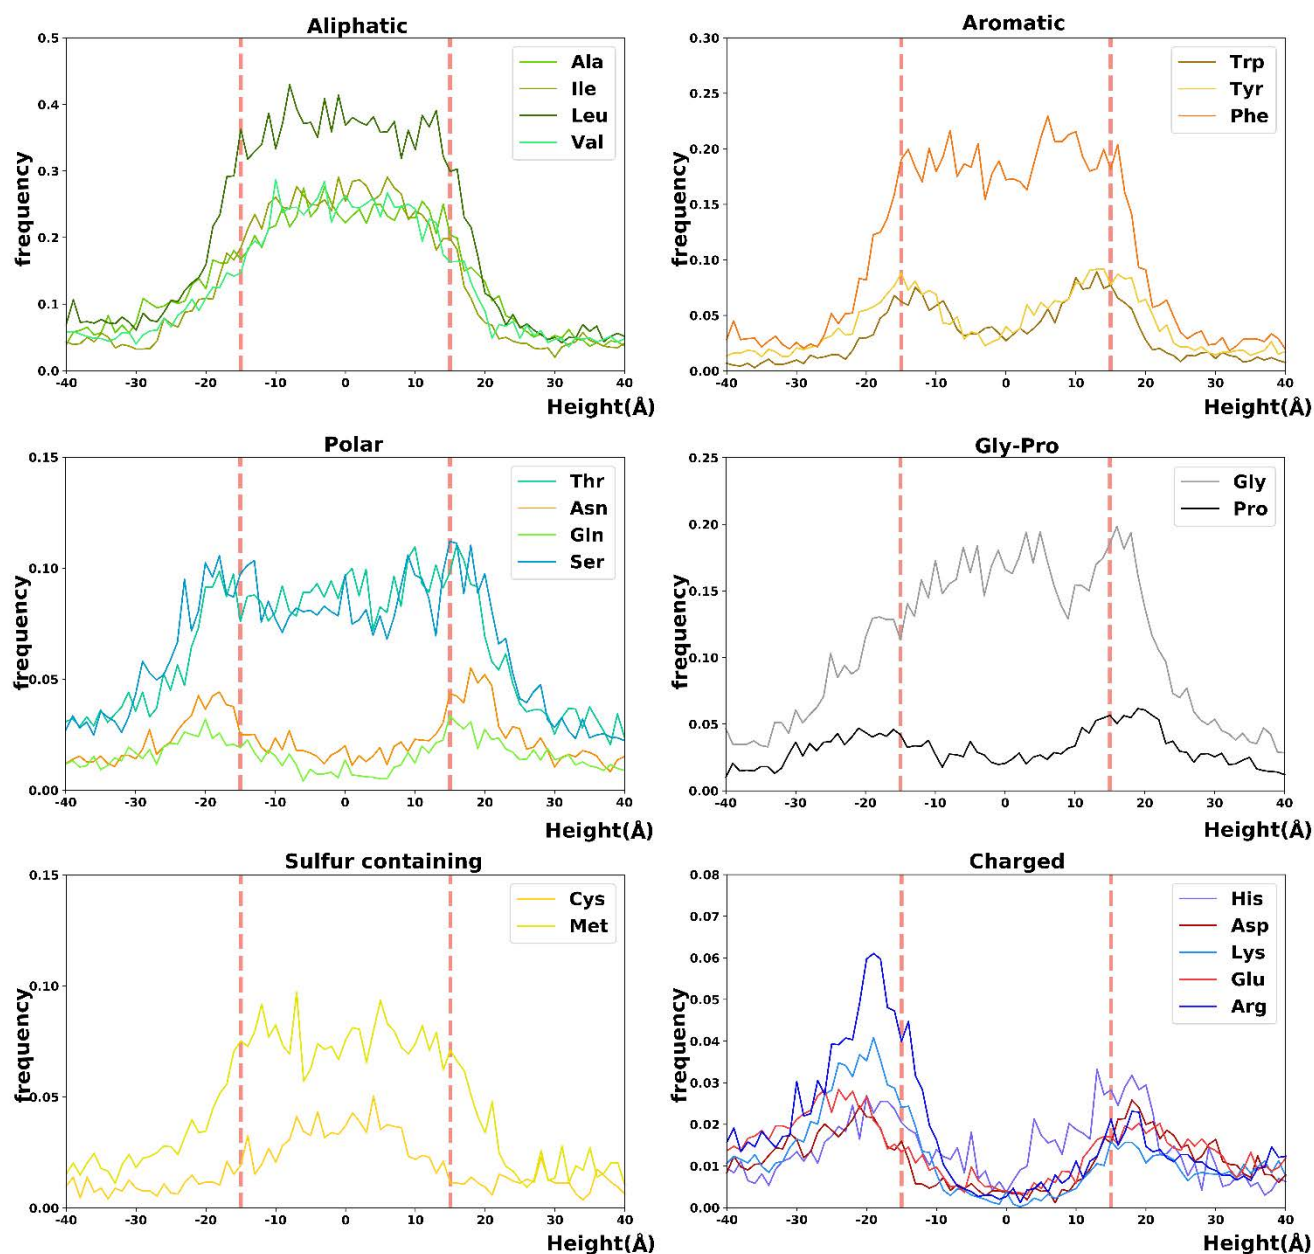 Aliphatic
0.5
0.4
0.3
0.2
0.1
0.0
frequency
Ala
Ile
Leu
Val
-40 -30 -20 -10 0 10 20 30 40
Height(Å)
Aromatic
0.30
0.25
0.20
0.15
0.10
0.05
0.00
frequency
Trp
Tyr
Phe
-40 -30 -20 -10 0 10 20 30 40
Height(Å)
Polar
0.15
0.10
0.05
0.00
frequency
Thr
Asn
Gln
Ser
-40 -30 -20 -10 0 10 20 30 40
Height(Å)
Gly-Pro
0.25
0.20
0.15
0.10
0.05
0.00
frequency
Gly
Pro
-40 -30 -20 -10 0 10 20 30 40
Height(Å)
Sulfur containing
0.15
0.10
0.05
0.00
frequency
Cys
Met
-40 -30 -20 -10 0 10 20 30 40
Height(Å)
Charged
0.08
0.07
0.06
0.05
0.04
0.03
0.02
0.01
0.00
frequency
His
Asp
Lys
Glu
Arg
-40 -30 -20 -10 0 10 20 30 40
Height(Å)